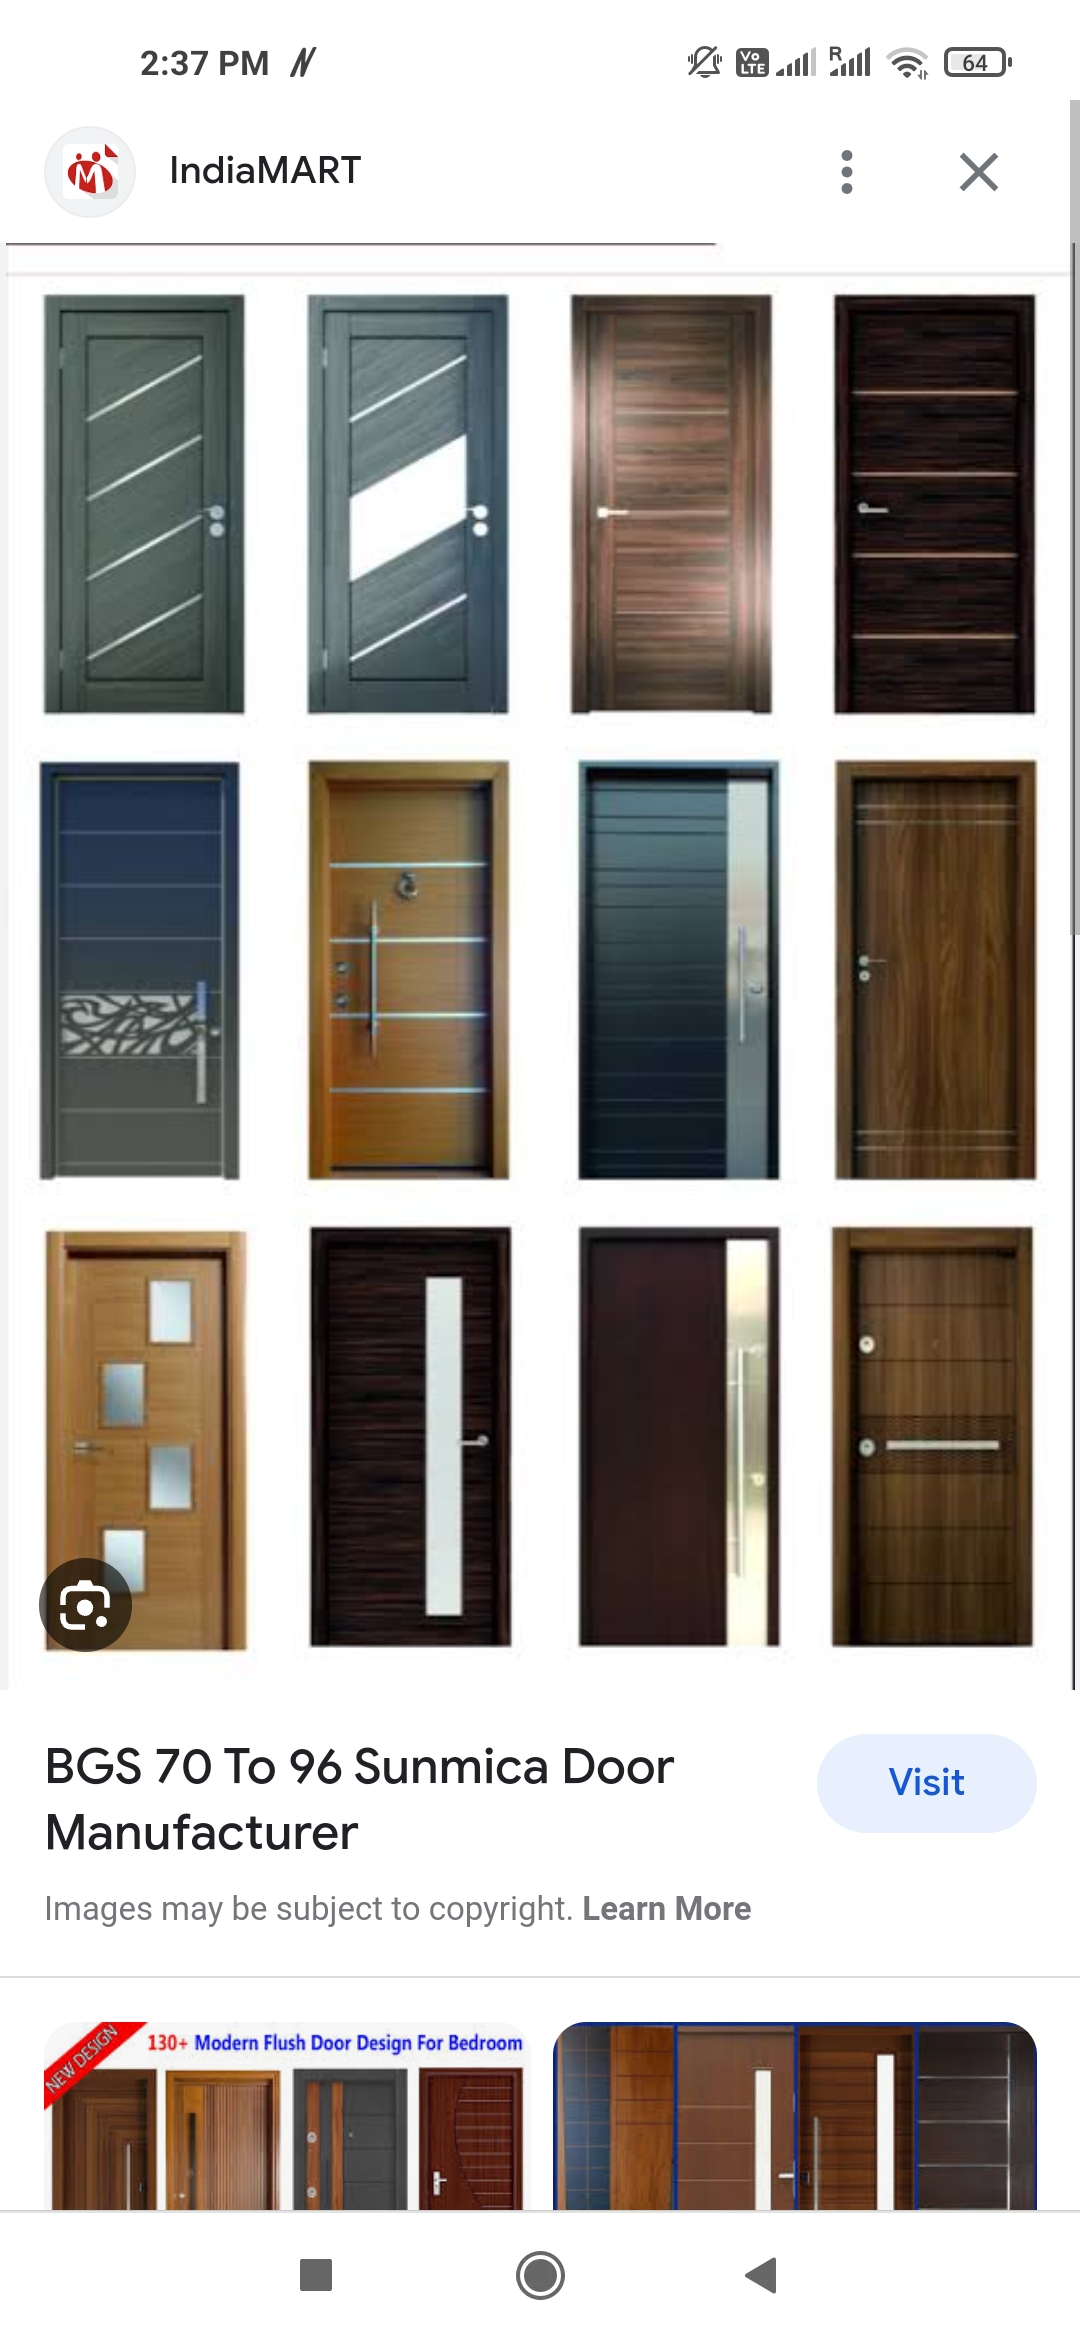 2:37 PM
Vo
LTE
R
64
IndiaMART
BGS 70 To 96 Sunmica Door
Manufacturer
Visit
Images may be subject to copyright. Learn More
NEW DESIGN
130+ Modern Flush Door Design For Bedroom